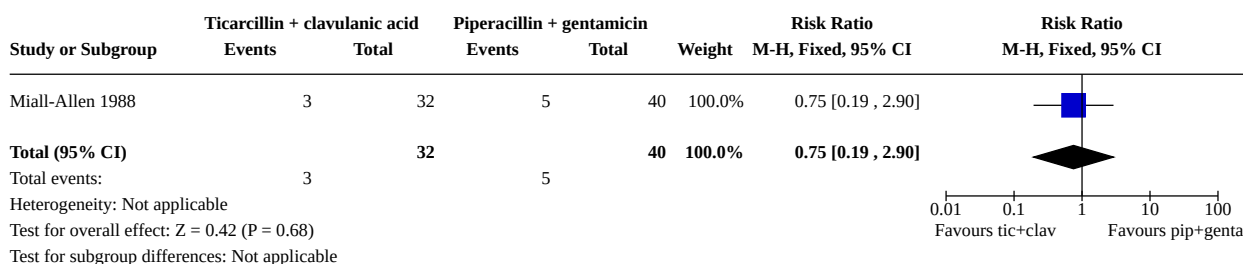 Ticarcillin + clavulanic acid Piperacillin + gentamicin Risk Ratio Risk Ratio
Study or Subgroup Events Total Events Total Weight M-H, Fixed, 95% CI M-H, Fixed, 95% CI
Miall-Allen 1988 3 32 5 40 100.0% 0.75 [0.19 , 2.90]
Total (95% CI) 32 40 100.0% 0.75 [0.19 , 2.90]
Total events: 3 5
Heterogeneity: Not applicable
0.01 0.1 1 10 100
Test for overall effect: Z = 0.42 (P = 0.68)
Favours tic+clav Favours pip+genta
Test for subgroup differences: Not applicable